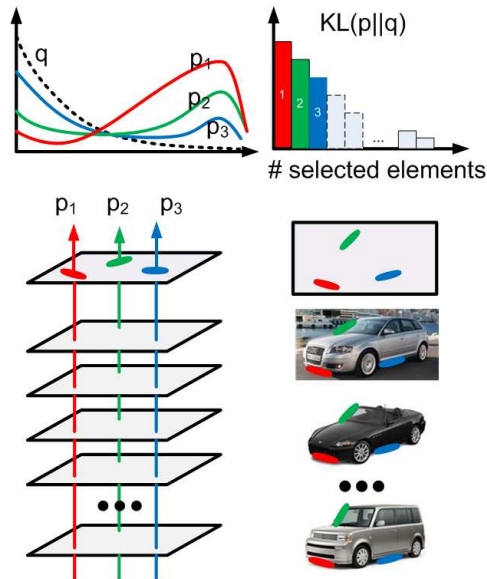 q
p₁
p₂
p₃
KL(p||q)
1
2
3
...
# selected elements
p₁ p₂ p₃